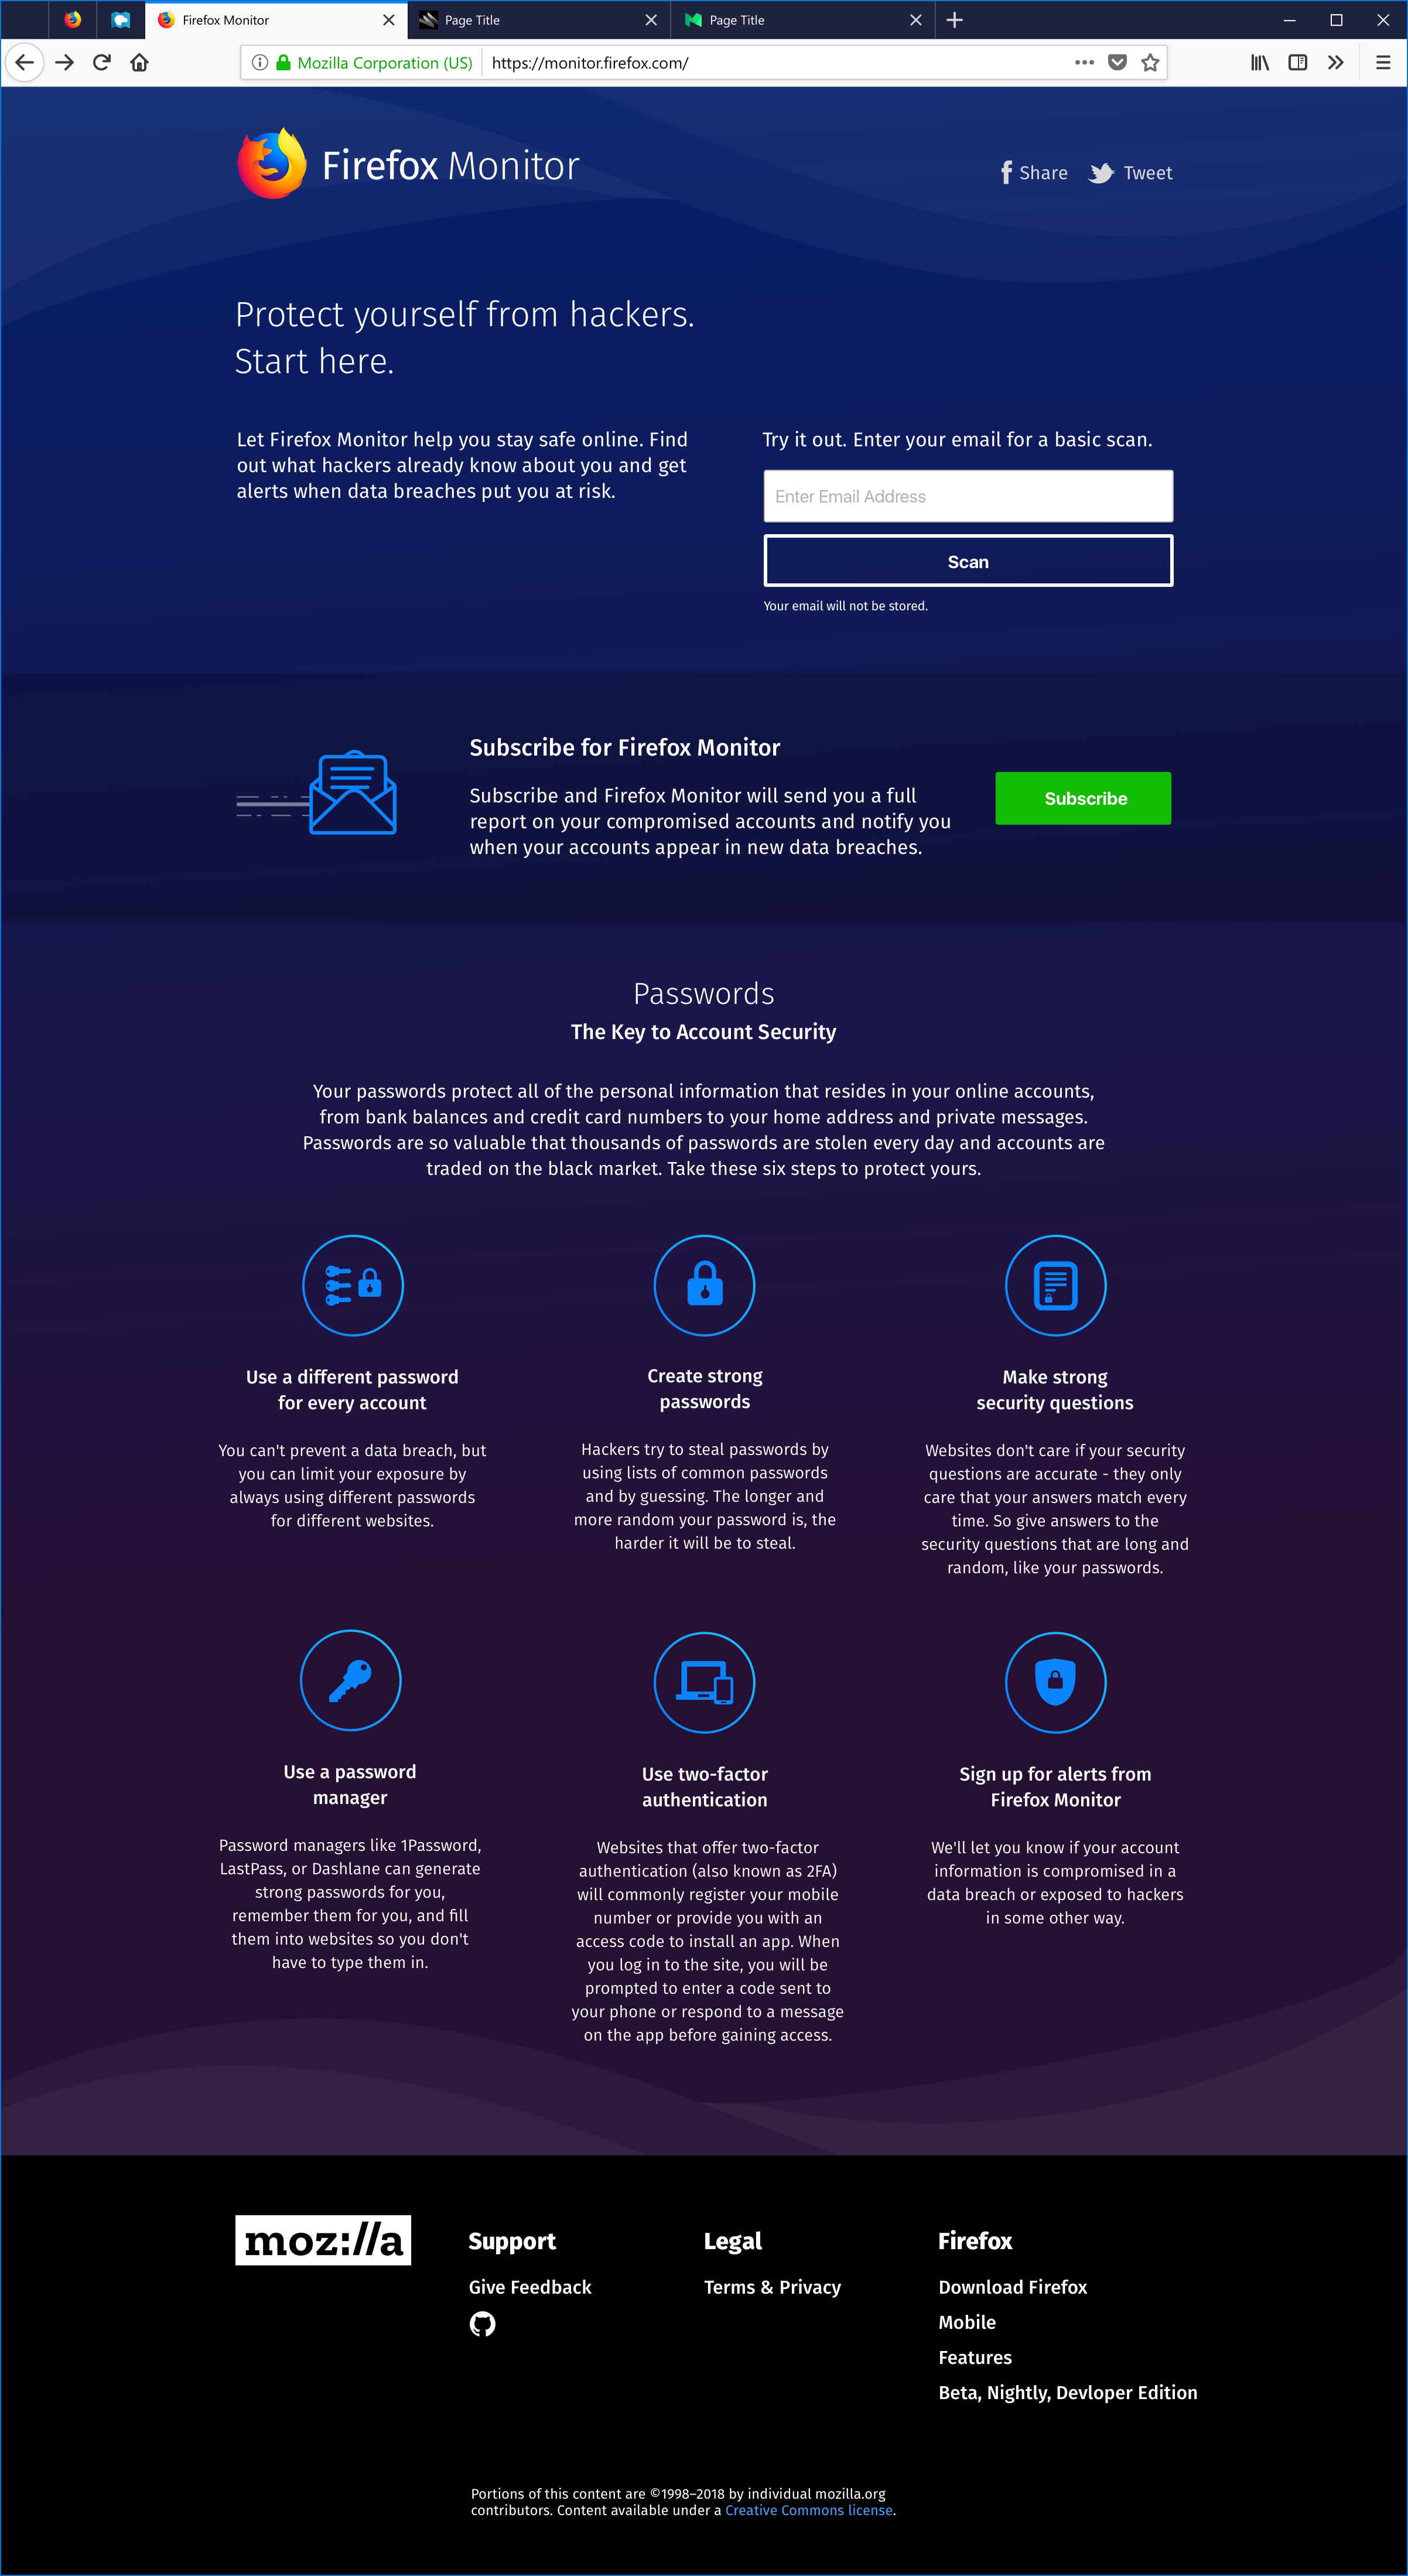 Firefox Monitor
Page Title
Page Title
Mozilla Corporation (US)
https://monitor.firefox.com/
Firefox Monitor
Share
Tweet
Protect yourself from hackers.
Start here.
Let Firefox Monitor help you stay safe online. Find
out what hackers already know about you and get
alerts when data breaches put you at risk.
Try it out. Enter your email for a basic scan.
Enter Email Address
Scan
Your email will not be stored.
Subscribe for Firefox Monitor
Subscribe and Firefox Monitor will send you a full
report on your compromised accounts and notify you
when your accounts appear in new data breaches.
Subscribe
Passwords
The Key to Account Security
Your passwords protect all of the personal information that resides in your online accounts,
from bank balances and credit card numbers to your home address and private messages.
Passwords are so valuable that thousands of passwords are stolen every day and accounts are
traded on the black market. Take these six steps to protect yours.
Use a different password
for every account
You can't prevent a data breach, but
you can limit your exposure by
always using different passwords
for different websites.
Create strong
passwords
Hackers try to steal passwords by
using lists of common passwords
and by guessing. The longer and
more random your password is, the
harder it will be to steal.
Make strong
security questions
Websites don't care if your security
questions are accurate - they only
care that your answers match every
time. So give answers to the
security questions that are long and
random, like your passwords.
Use a password
manager
Password managers like 1Password,
LastPass, or Dashlane can generate
strong passwords for you,
remember them for you, and fill
them into websites so you don't
have to type them in.
Use two-factor
authentication
Websites that offer two-factor
authentication (also known as 2FA)
will commonly register your mobile
number or provide you with an
access code to install an app. When
you log in to the site, you will be
prompted to enter a code sent to
your phone or respond to a message
on the app before gaining access.
Sign up for alerts from
Firefox Monitor
We'll let you know if your account
information is compromised in a
data breach or exposed to hackers
in some other way.
moz://a
Support
Give Feedback
Legal
Terms & Privacy
Firefox
Download Firefox
Mobile
Features
Beta, Nightly, Devloper Edition
Portions of this content are ©1998–2018 by individual mozilla.org
contributors. Content available under a Creative Commons license.